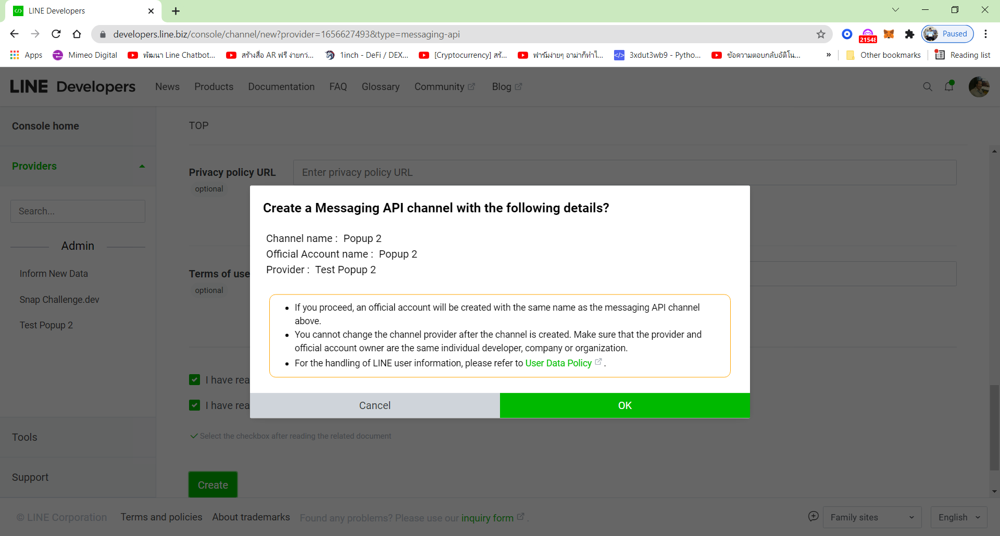 LINE Developers
developers.line.biz/console/channel/new?provider=1656627493&type=messaging-api
21548
Paused
Apps
Mimeo Digital
พัฒนา Line Chatbot...
สร้างสื่อ AR ฟรี ง่ายกว่...
1inch - DeFi / DEX...
[Cryptocurrency] สร้...
ฟาร์มง่ายๆ อาม่าก็ทำไ...
3xdut3wb9 - Pytho...
ข้อความตอบกลับอัติโน...
»
Other bookmarks
Reading list
LINE Developers
News
Products
Documentation
FAQ
Glossary
Community
Blog
Console home
Providers
Search...
Admin
Inform New Data
Snap Challenge.dev
Test Popup 2
Tools
Support
TOP
Privacy policy URL
optional
Enter privacy policy URL
Terms of use
optional
Create a Messaging API channel with the following details?
Channel name : Popup 2
Official Account name : Popup 2
Provider : Test Popup 2
• If you proceed, an official account will be created with the same name as the messaging API channel
above.
• You cannot change the channel provider after the channel is created. Make sure that the provider and
official account owner are the same individual developer, company or organization.
• For the handling of LINE user information, please refer to User Data Policy .
Cancel
OK
I have rea
I have rea
Select the checkbox after reading the related document
Create
© LINE Corporation
Terms and policies
About trademarks
Found any problems? Please use our inquiry form .
Family sites
English